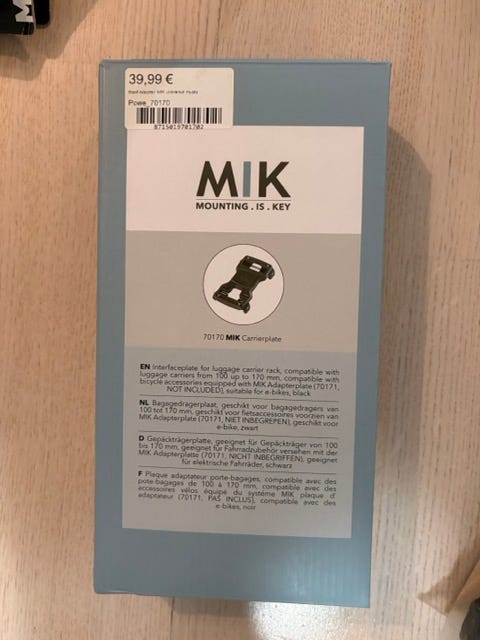 39,99 €
Powe_70170
8715019701702
MIK
MOUNTING . IS . KEY
70170 MIK Carrierplate
EN Interfaceplate for luggage carrier rack, compatible with
luggage carriers from 100 up to 170 mm, compatible with
bicycle accessories equipped with MIK Adapterplate (70171,
NOT INCLUDED), suitable for e-bikes, black
NL Bagagedragerplaat, geschikt voor bagagedragers van
100 tot 170 mm, geschikt voor fietsaccessoires voorzien van
MIK Adapterplate (70171, NIET INBEGREPEN), geschikt voor
e-bike, zwart
D Gepäckträgerplatte, geeignet für Gepäckträger von 100
bis 170 mm, geeignet für Fahrradzubehör versehen mit der
MIK Adapterplatte (70171, NICHT INBEGRIFFEN), geeignet
für elektrische Fahrräder, schwarz
F Plaque adaptateur porte-bagages, compatible avec des
pote-bagages de 100 à 170 mm, compatible avec des
accessoires vélos équipé du système MIK plaque d'
adaptateur (70171, PAS INCLUS), compatible avec des
e-bikes, noir